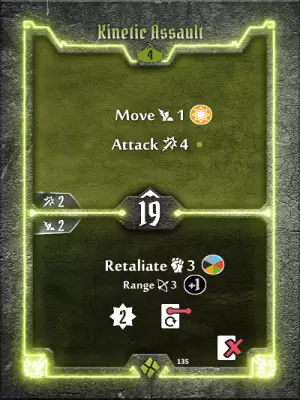 Kinetic Assault
4
Move 1
Attack 4
2
2
19
Retaliate 3
Range 3 +1
2
135